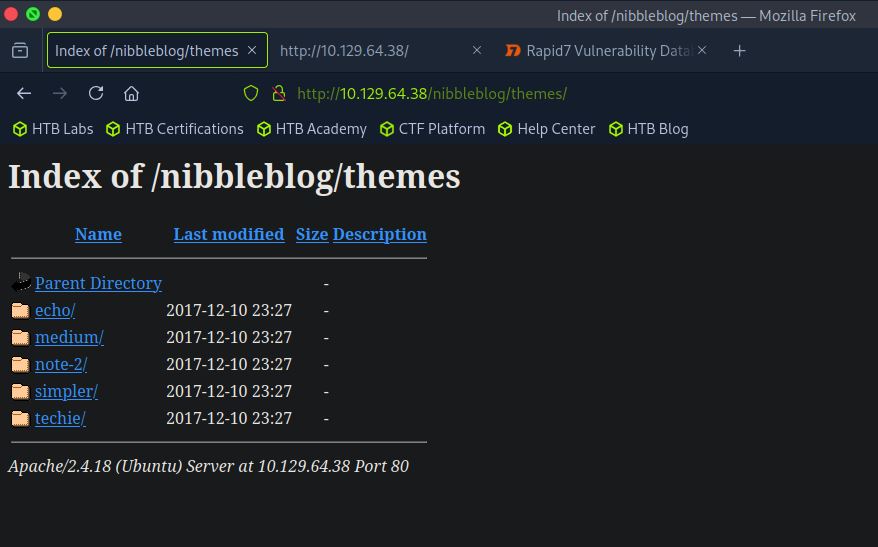 Index of /nibbleblog/themes — Mozilla Firefox
Index of /nibbleblog/themes
http://10.129.64.38/
Rapid7 Vulnerability Data
http://10.129.64.38/nibbleblog/themes/
HTB Labs HTB Certifications HTB Academy CTF Platform Help Center HTB Blog
Index of /nibbleblog/themes
Name Last modified Size Description
Parent Directory -
echo/ 2017-12-10 23:27 -
medium/ 2017-12-10 23:27 -
note-2/ 2017-12-10 23:27 -
simpler/ 2017-12-10 23:27 -
techie/ 2017-12-10 23:27 -
Apache/2.4.18 (Ubuntu) Server at 10.129.64.38 Port 80